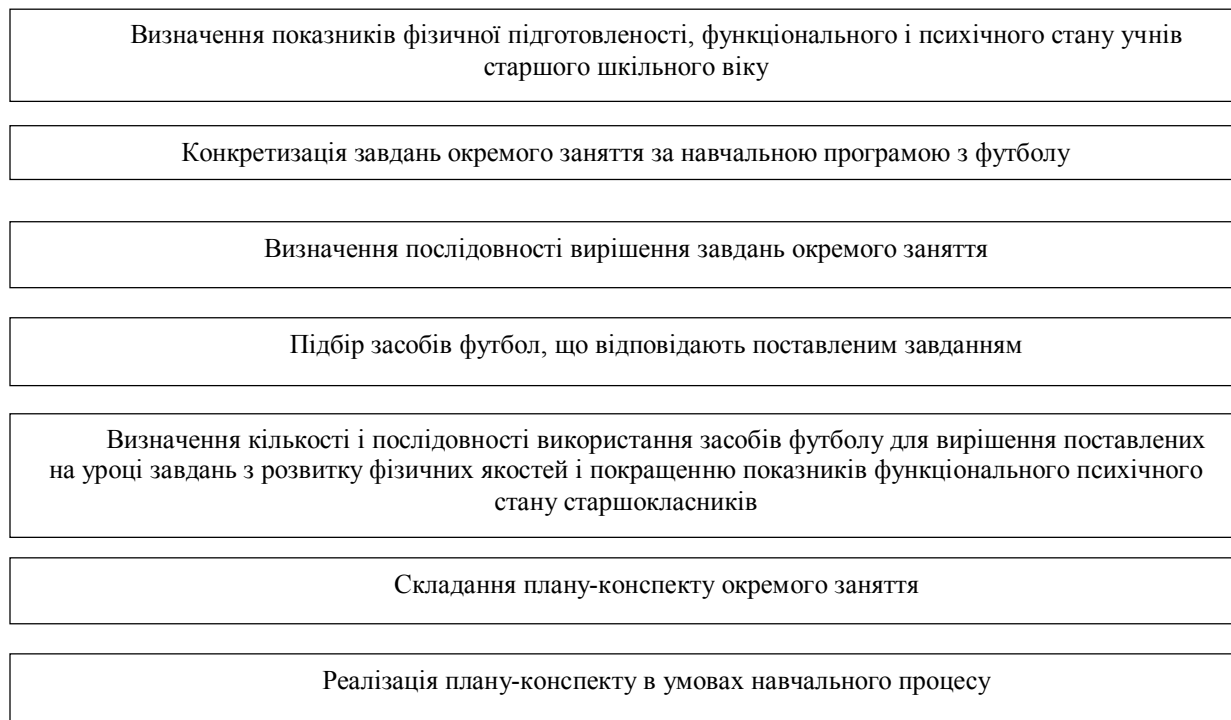 Визначення показників фізичної підготовленості, функціонального і психічного стану учнів
старшого шкільного віку
Конкретизація завдань окремого заняття за навчальною програмою з футболу
Визначення послідовності вирішення завдань окремого заняття
Підбір засобів футбол, що відповідають поставленим завданням
Визначення кількості і послідовності використання засобів футболу для вирішення поставлених
на уроці завдань з розвитку фізичних якостей і покращенню показників функціонального психічного
стану старшокласників
Складання плану-конспекту окремого заняття
Реалізація плану-конспекту в умовах навчального процесу